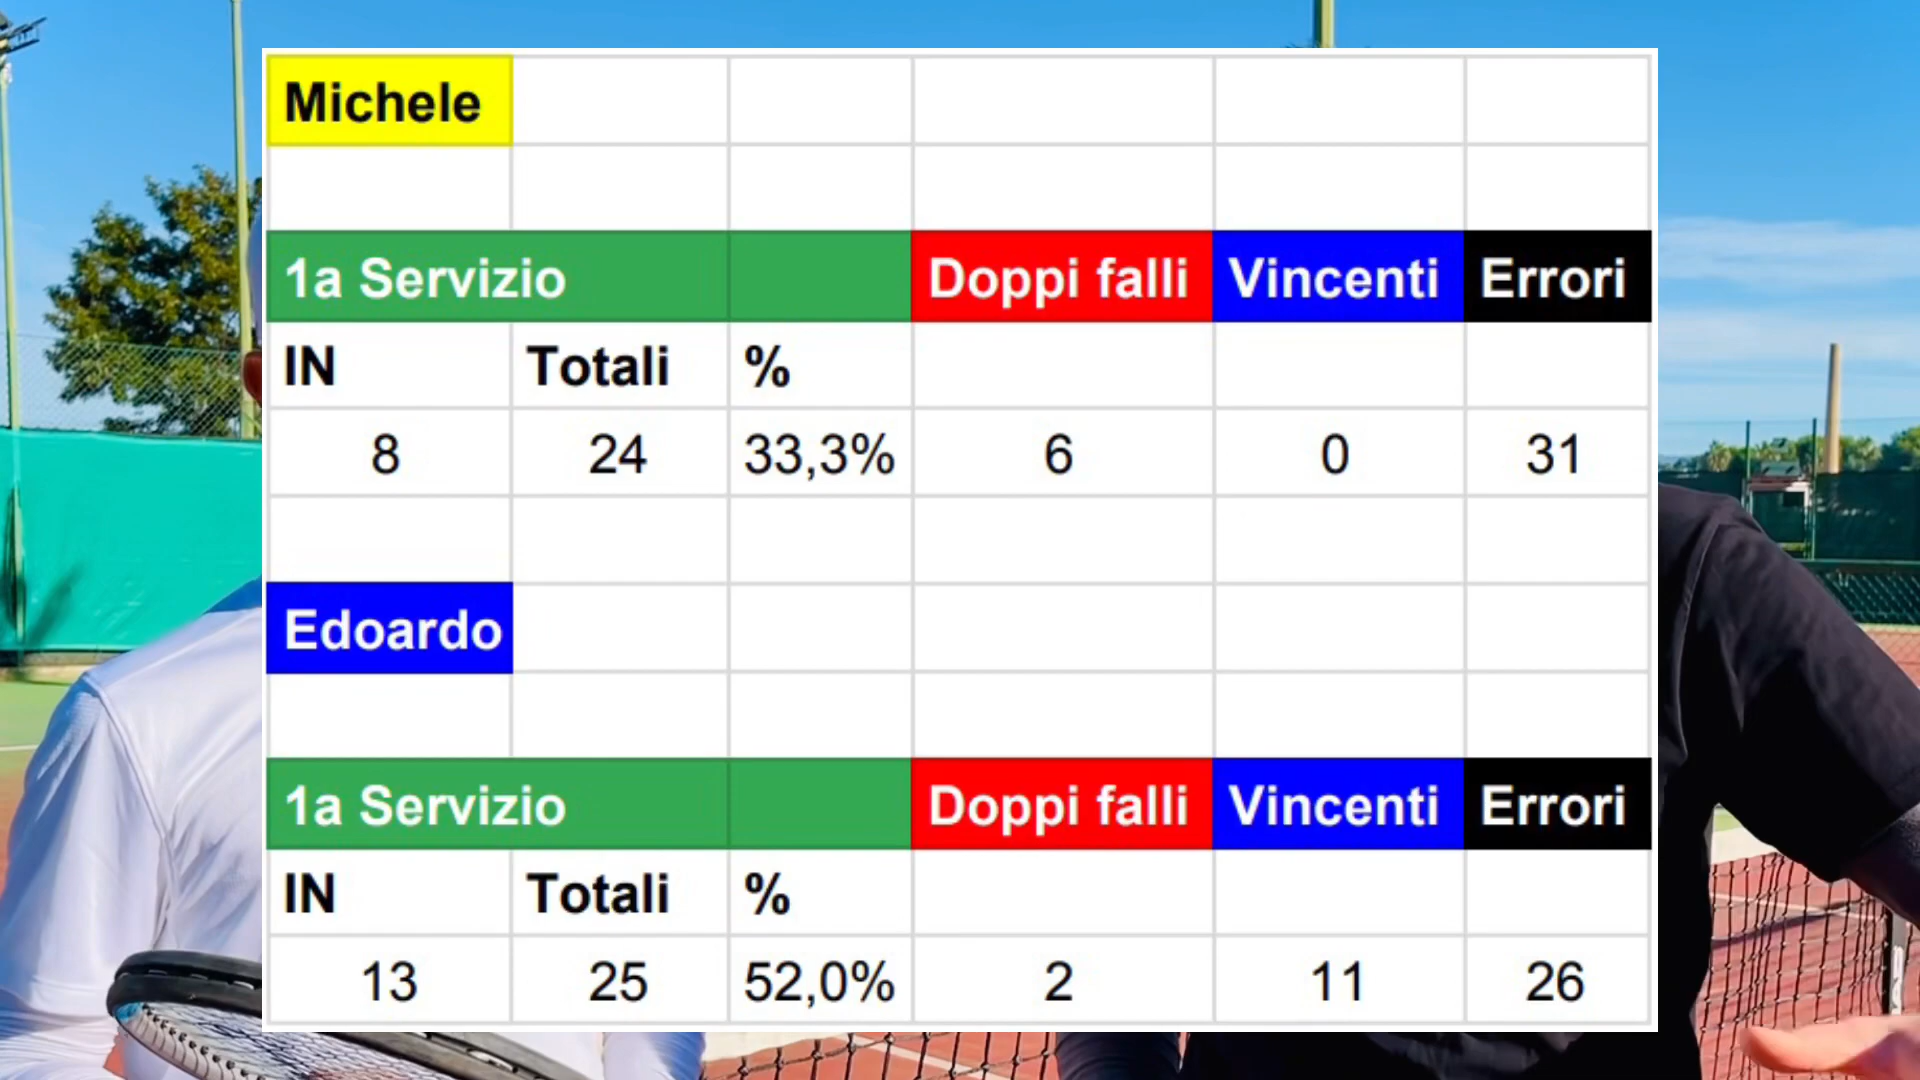 Michele
1a Servizio Doppi falli Vincenti Errori
IN Totali %
8 24 33,3% 6 0 31
Edoardo
1a Servizio Doppi falli Vincenti Errori
IN Totali %
13 25 52,0% 2 11 26